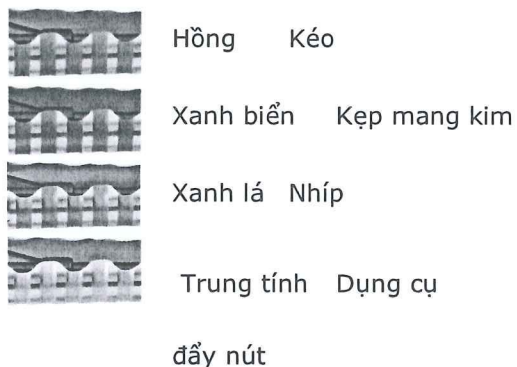 Hồng Kéo
Xanh biển Kẹp mang kim
Xanh lá Nhíp
Trung tính Dụng cụ
đẩy nút